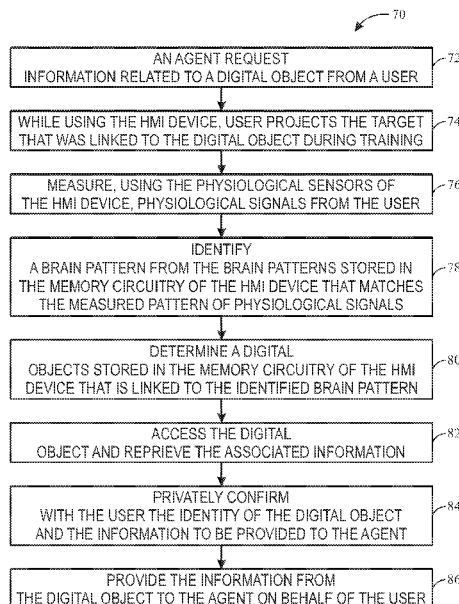 70
AN AGENT REQUEST
INFORMATION RELATED TO A DIGITAL OBJECT FROM A USER
72
WHILE USING THE HMI DEVICE, USER PROJECTS THE TARGET
THAT WAS LINKED TO THE DIGITAL OBJECT DURING TRAINING
74
MEASURE, USING THE PHYSIOLOGICAL SENSORS OF
THE HMI DEVICE, PHYSIOLOGICAL SIGNALS FROM THE USER
76
IDENTIFY
A BRAIN PATTERN FROM THE BRAIN PATTERNS STORED IN
THE MEMORY CIRCUITRY OF THE HMI DEVICE THAT MATCHES
THE MEASURED PATTERN OF PHYSIOLOGICAL SIGNALS
78
DETERMINE A DIGITAL
OBJECTS STORED IN THE MEMORY CIRCUITRY OF THE HMI
DEVICE THAT IS LINKED TO THE IDENTIFIED BRAIN PATTERN
80
ACCESS THE DIGITAL
OBJECT AND REPRIEVE THE ASSOCIATED INFORMATION
82
PRIVATELY CONFIRM
WITH THE USER THE IDENTITY OF THE DIGITAL OBJECT
AND THE INFORMATION TO BE PROVIDED TO THE AGENT
84
PROVIDE THE INFORMATION FROM
THE DIGITAL OBJECT TO THE AGENT ON BEHALF OF THE USER
86